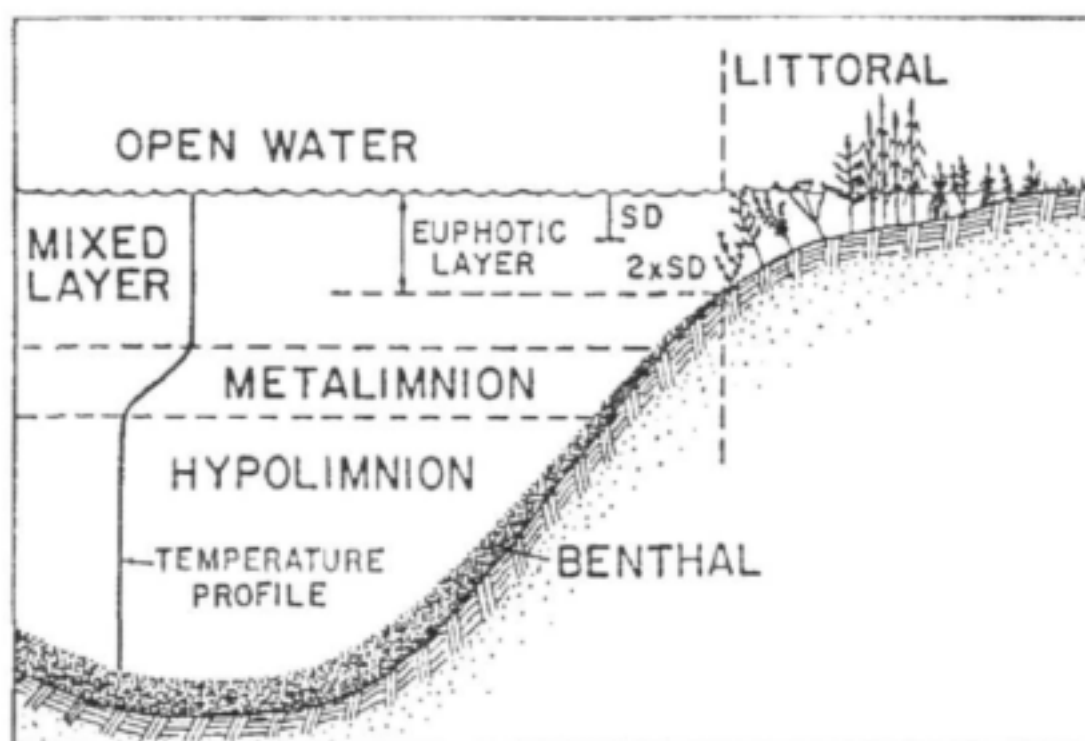 LITTORAL
OPEN WATER
MIXED
LAYER
EUPHOTIC
LAYER
SD
2xSD
METALIMNION
HYPOLIMNION
TEMPERATURE
PROFILE
BENTHAL